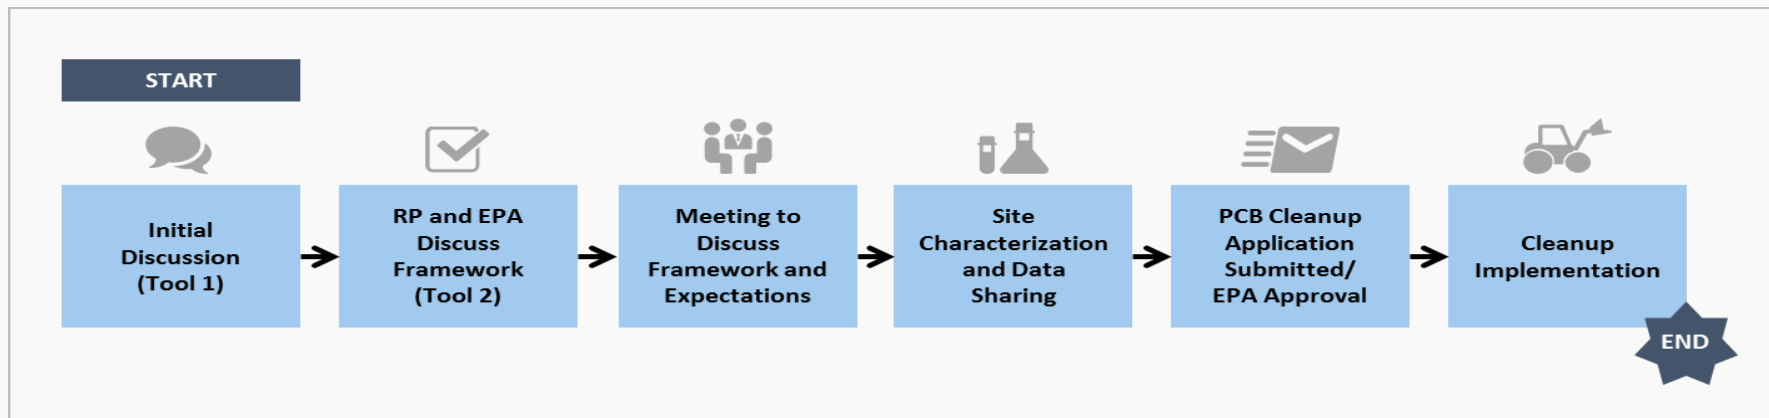 START
Initial
Discussion
(Tool 1)
RP and EPA
Discuss
Framework
(Tool 2)
Meeting to
Discuss
Framework and
Expectations
Site
Characterization
and Data
Sharing
PCB Cleanup
Application
Submitted/
EPA Approval
Cleanup
Implementation
END